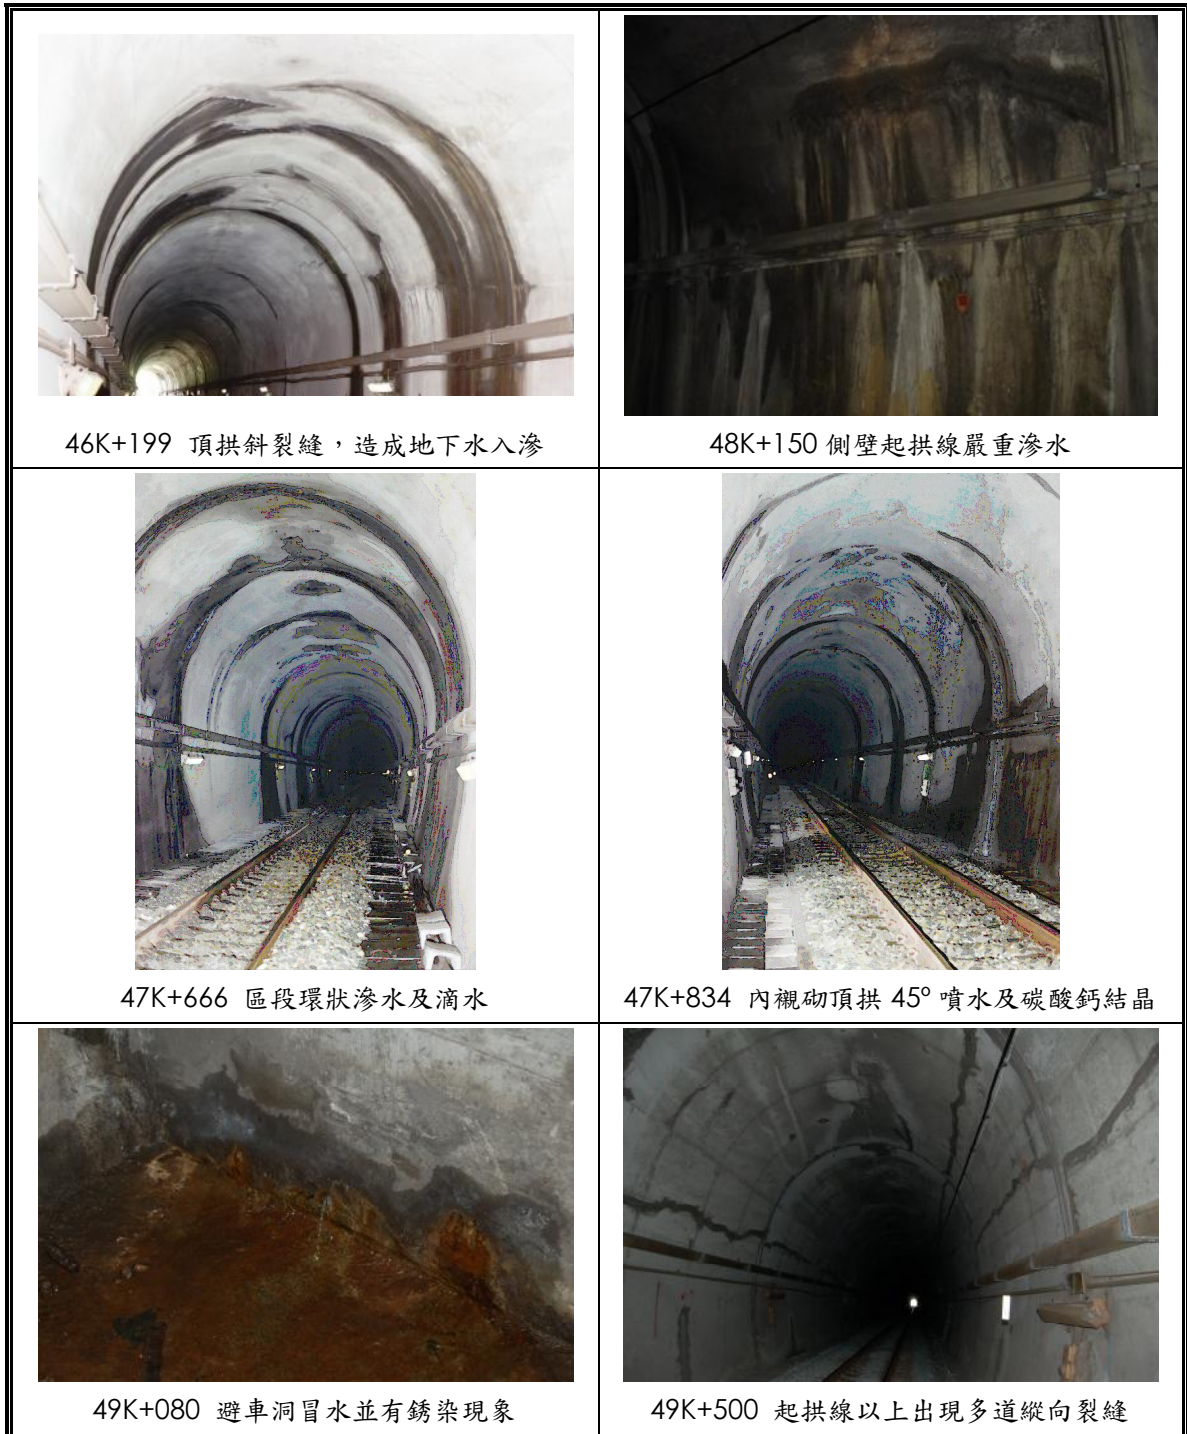 46K+199 頂拱斜裂縫，造成地下水入滲
48K+150 側壁起拱線嚴重滲水
47K+666 區段環狀滲水及滴水
47K+834 內襯砌頂拱 45° 噴水及碳酸鈣結晶
49K+080 避車洞冒水並有銹染現象
49K+500 起拱線以上出現多道縱向裂縫